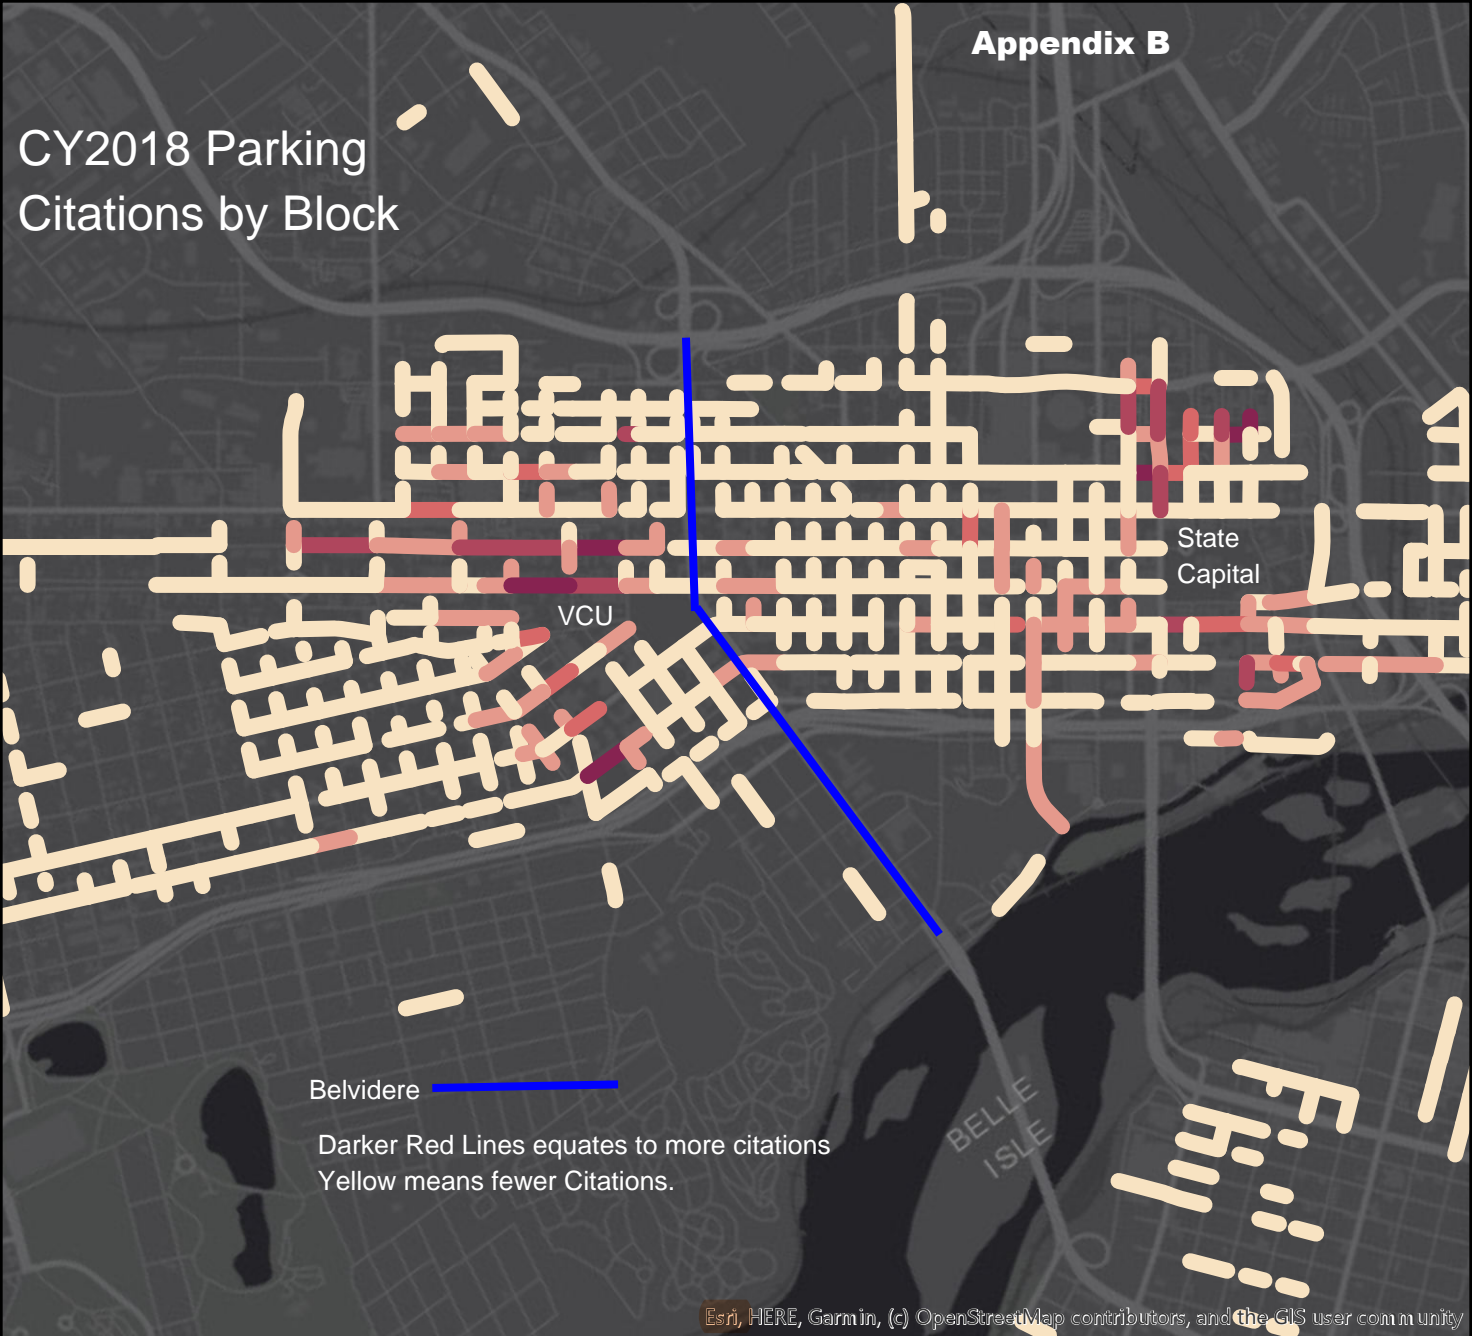 Appendix B
CY2018 Parking
Citations by Block
State
Capital
VCU
Belvidere
BELLE
ISLE
Darker Red Lines equates to more citations
Yellow means fewer Citations.
Esri, HERE, Garmin, (c) OpenStreetMap contributors, and the GIS user community